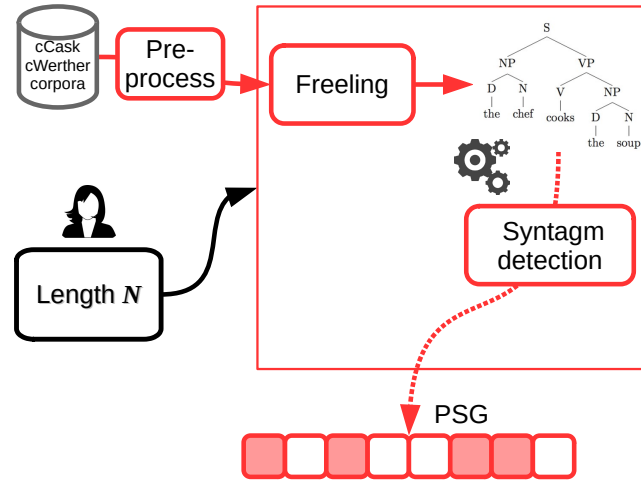 cCask
cWerther
corpora
Pre-
process
Freeling
S
NP VP
D N V NP
the chef cooks D N
the soup
Syntagm
detection
Length N
PSG